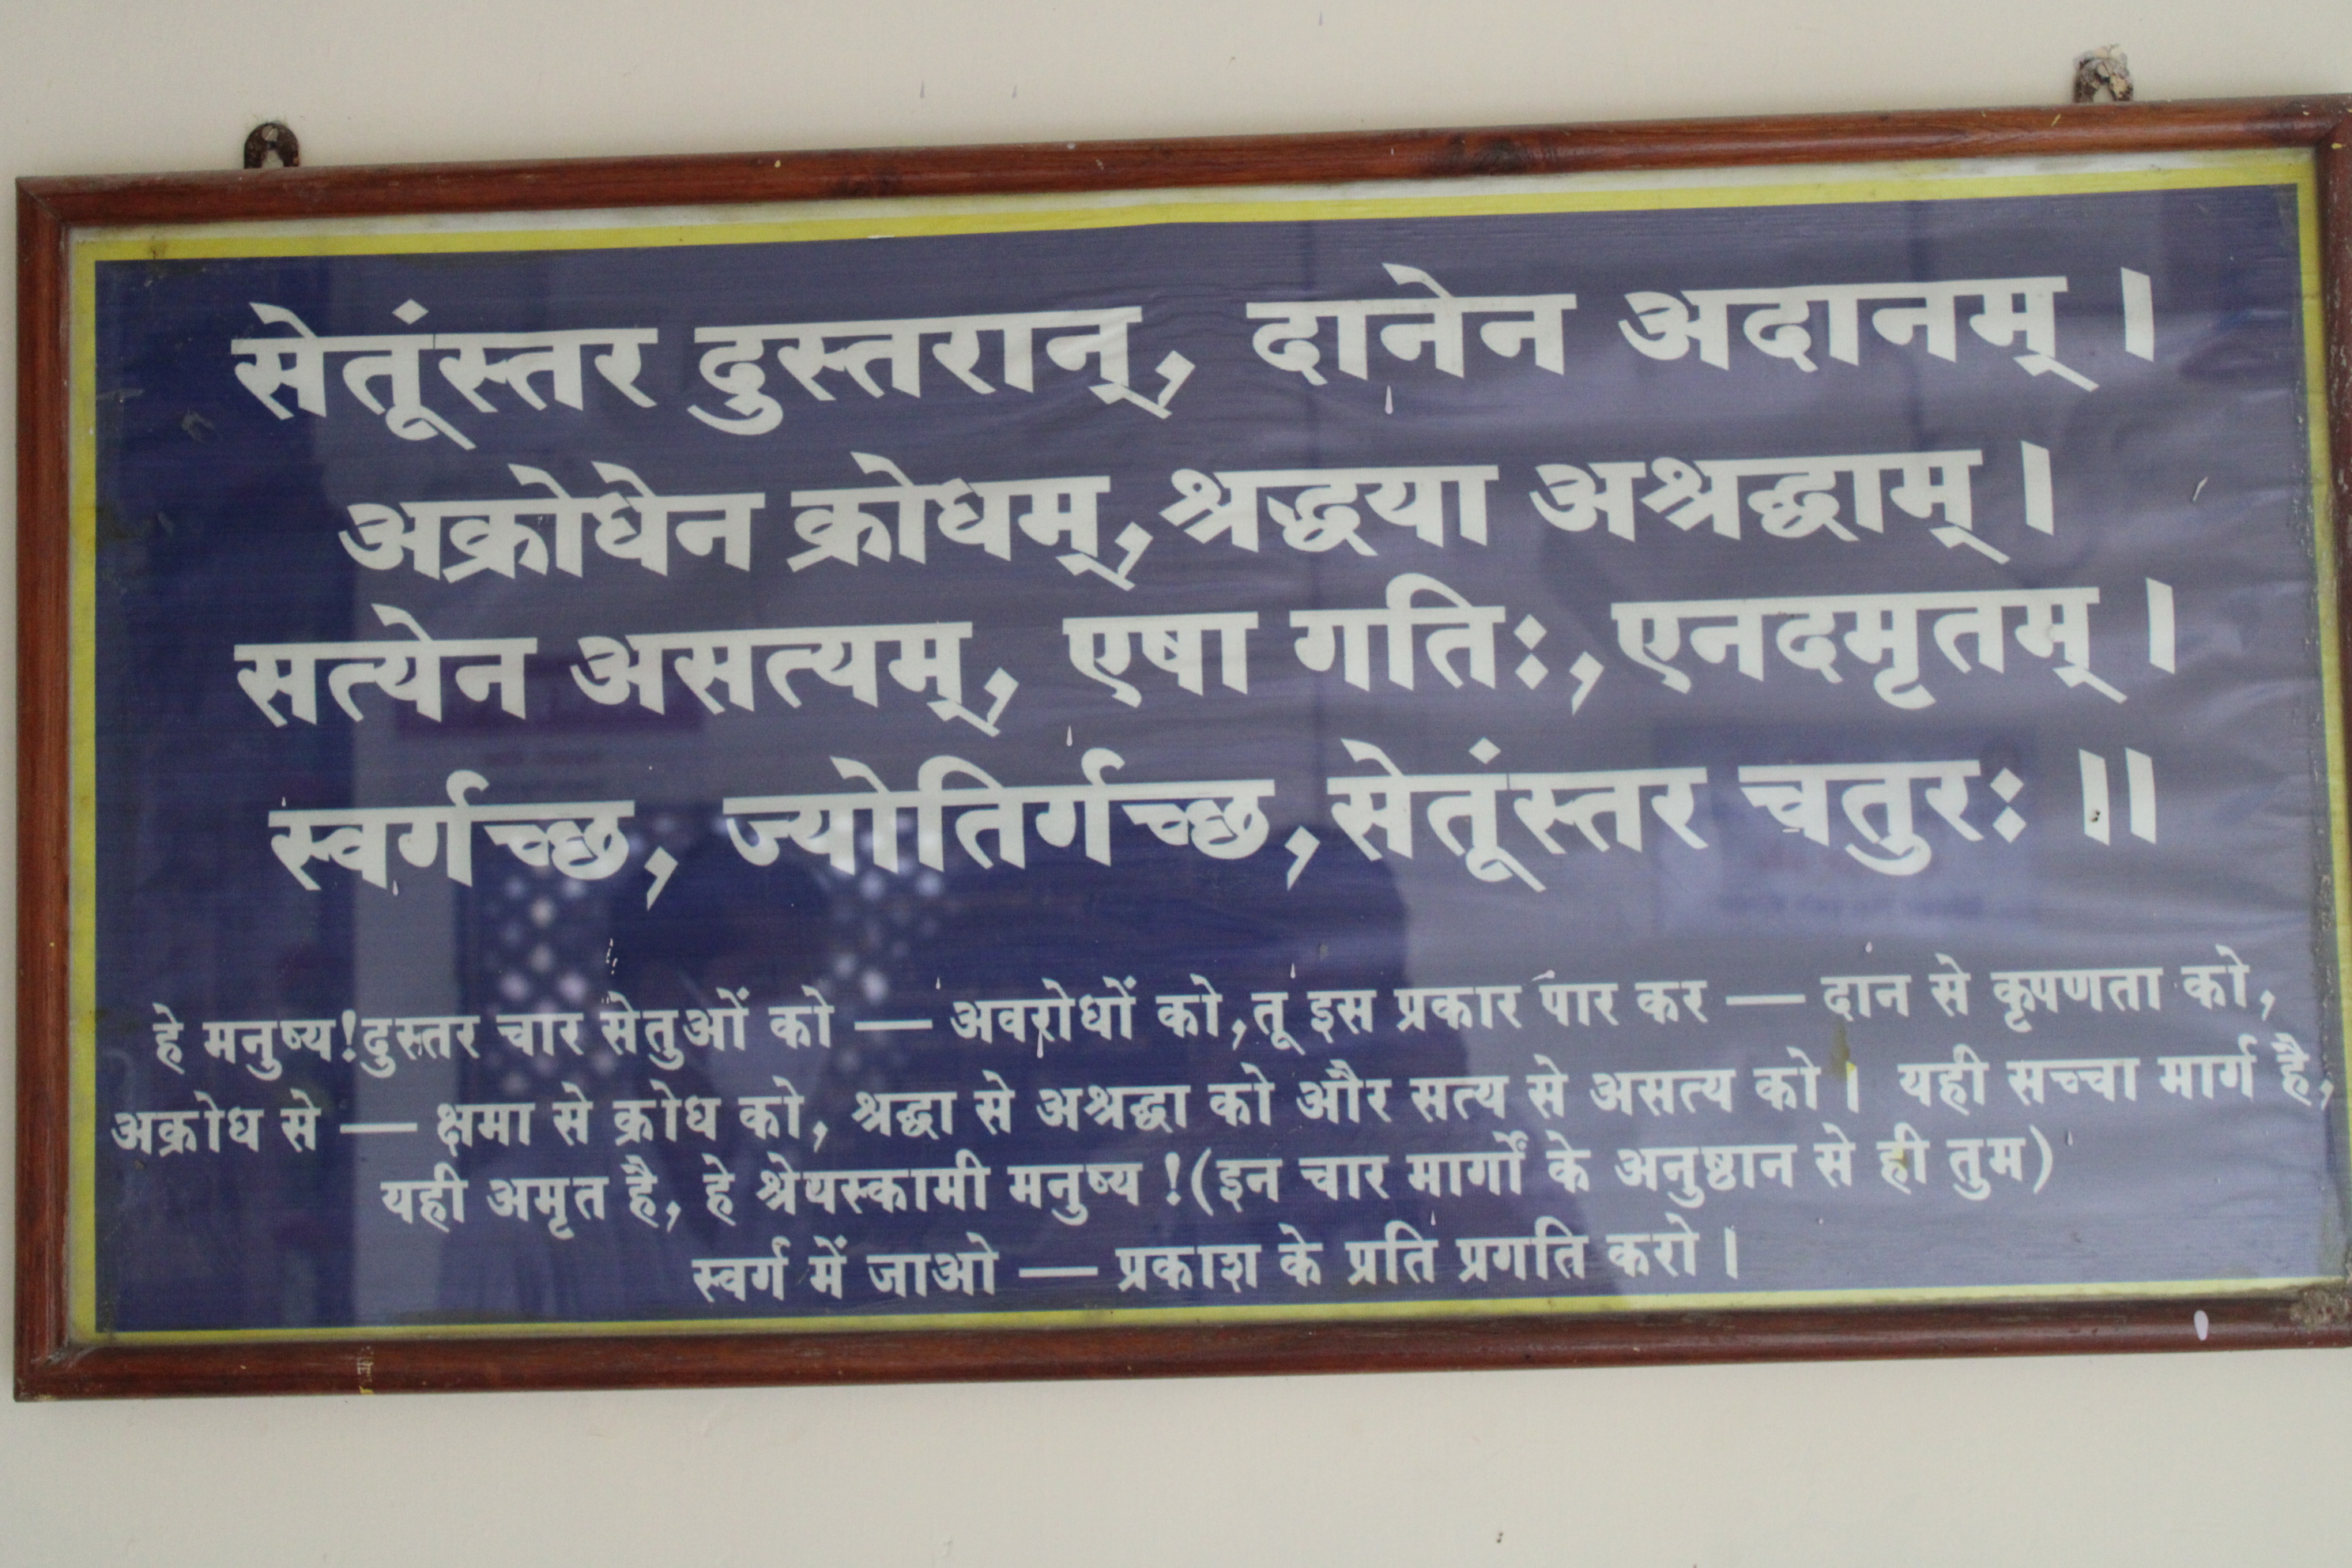 सेतूंस्तर दुस्तरान्, दानेन अदानम् ।
अक्रोधेन क्रोधम्, श्रद्धया अश्रद्धाम् ।
सत्येन असत्यम्, एषा गतिः, एनदमृतम् ।
स्वर्गच्छ, ज्योतिर्गच्छ, सेतूंस्तर चतुरः ।।
हे मनुष्य! दुस्तर चार सेतुओं को — अवरोधों को, तू इस प्रकार पार कर — दान से कृपणता को,
अक्रोध से — क्षमा से क्रोध को, श्रद्धा से अश्रद्धा को और सत्य से असत्य को । यही सच्चा मार्ग है,
यही अमृत है, हे श्रेयस्कामी मनुष्य ! (इन चार मार्गों के अनुष्ठान से ही तुम)
स्वर्ग में जाओ — प्रकाश के प्रति प्रगति करो ।